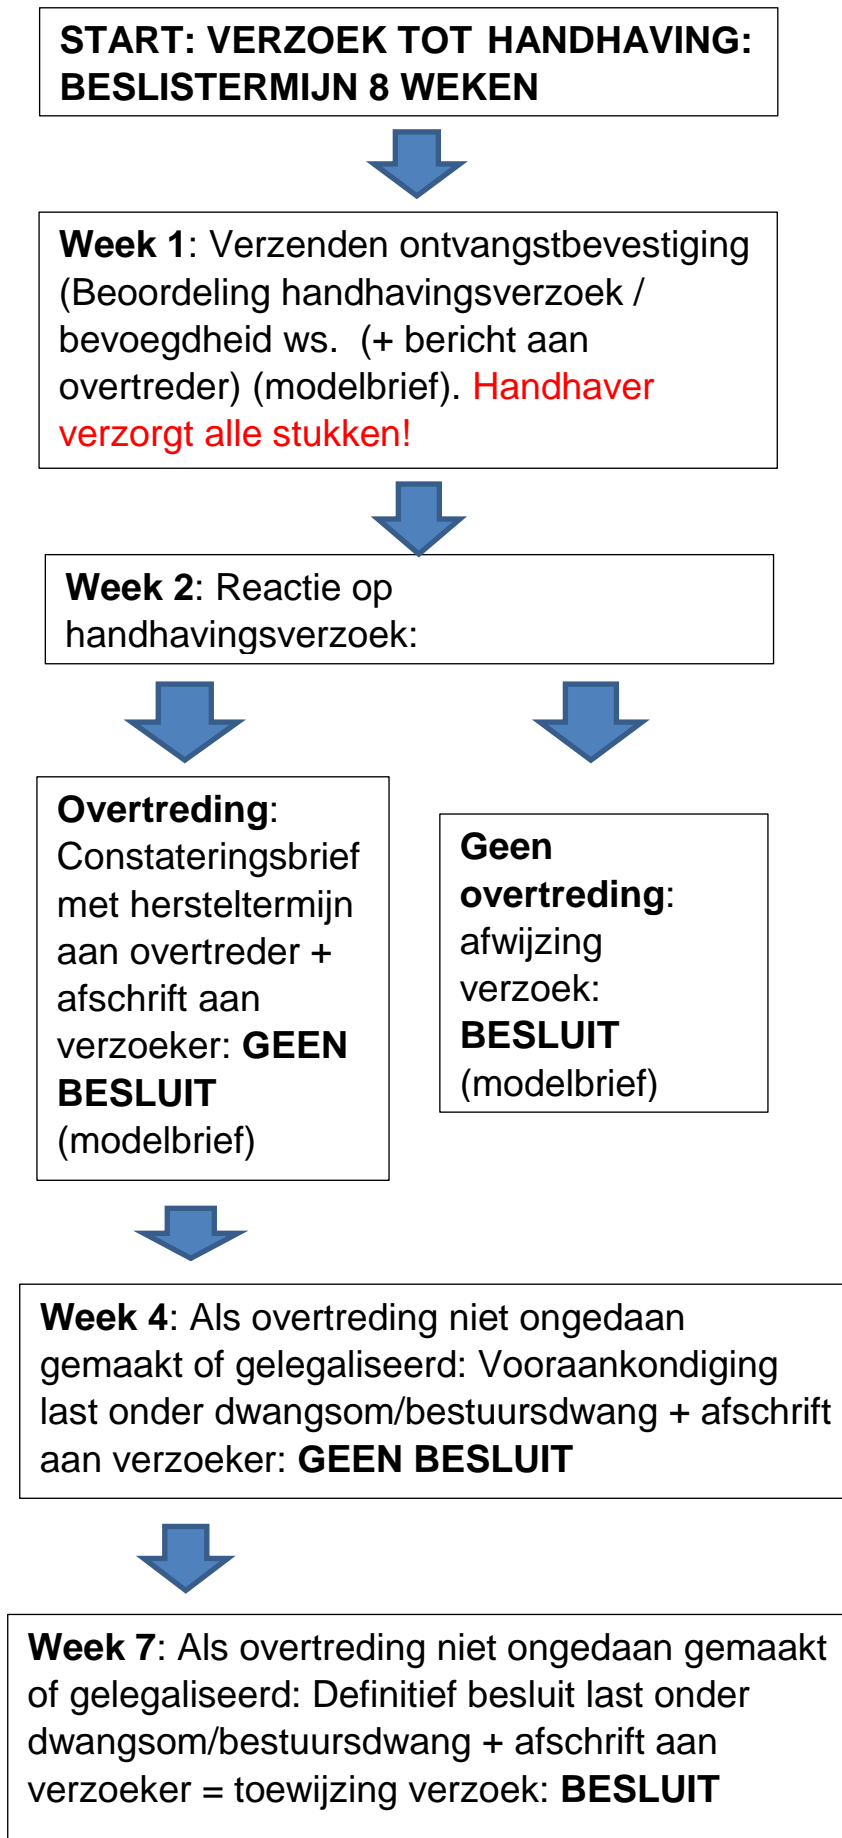 START: VERZOEK TOT HANDHAVING:
BESLISTERMIJN 8 WEKEN
Week 1: Verzenden ontvangstbevestiging
(Beoordeling handhavingsverzoek /
bevoegdheid ws. (+ bericht aan
overtreder) (modelbrief). Handhaver
verzorgt alle stukken!
Week 2: Reactie op
handhavingsverzoek:
Overtreding:
Constateringsbrief
met hersteltermijn
aan overtreder +
afschrift aan
verzoeker: GEEN
BESLUIT
(modelbrief)
Geen
overtreding:
afwijzing
verzoek:
BESLUIT
(modelbrief)
Week 4: Als overtreding niet ongedaan
gemaakt of gelegaliseerd: Vooraankondiging
last onder dwangsom/bestuursdwang + afschrift
aan verzoeker: GEEN BESLUIT
Week 7: Als overtreding niet ongedaan gemaakt
of gelegaliseerd: Definitief besluit last onder
dwangsom/bestuursdwang + afschrift aan
verzoeker = toewijzing verzoek: BESLUIT